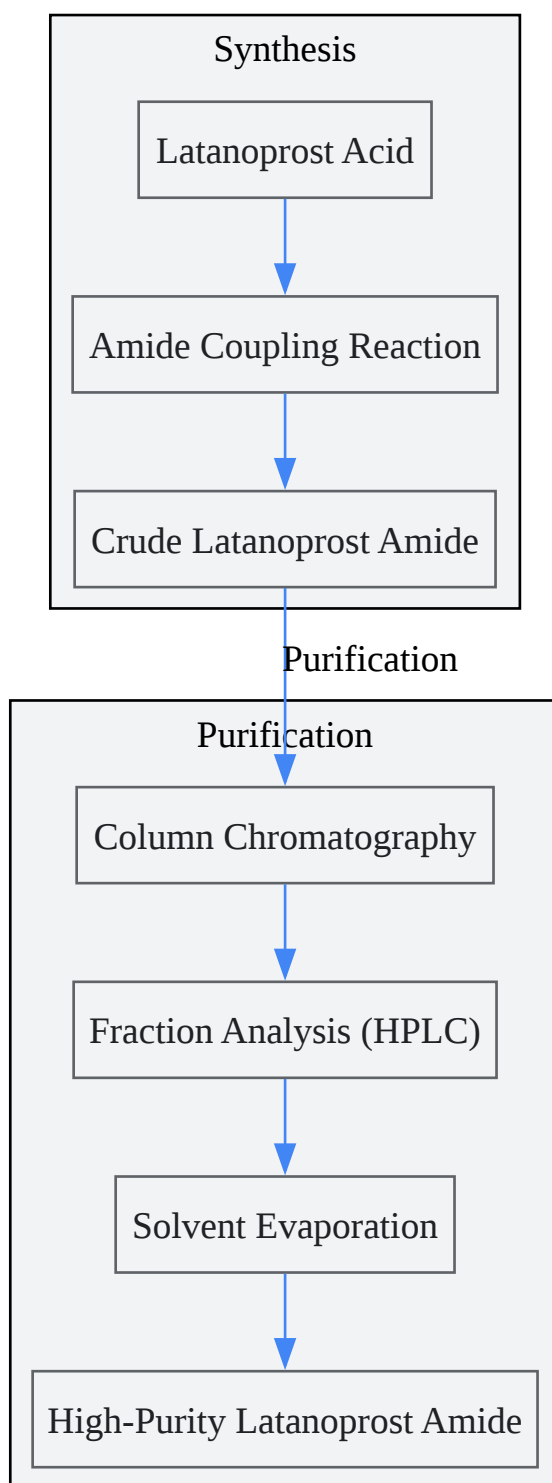 Synthesis
Latanoprost Acid
Amide Coupling Reaction
Crude Latanoprost Amide
Purification
Purification
Column Chromatography
Fraction Analysis (HPLC)
Solvent Evaporation
High-Purity Latanoprost Amide